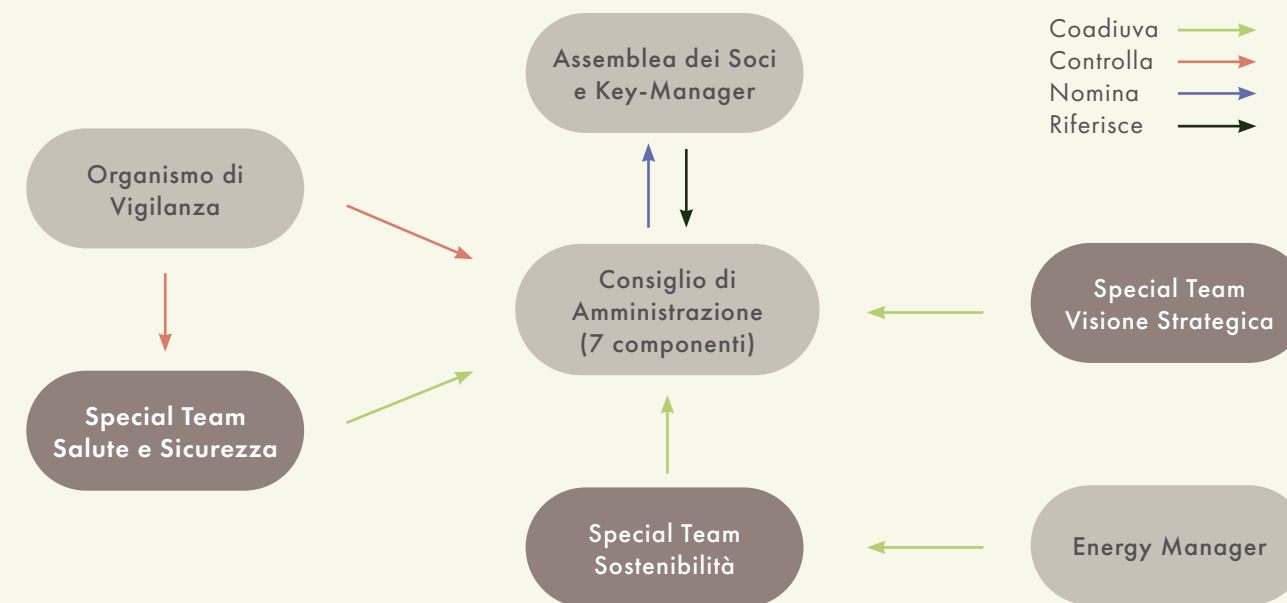 Assemblea dei Soci
e Key-Manager
Coadiuva
Controlla
Nomina
Riferisce
Organismo di
Vigilanza
Consiglio di
Amministrazione
(7 componenti)
Special Team
Visione Strategica
Special Team
Salute e Sicurezza
Special Team
Sostenibilità
Energy Manager